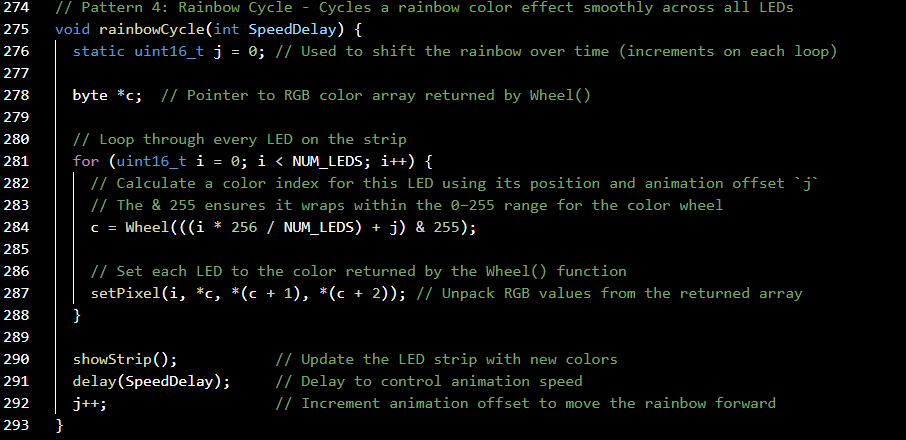 274 // Pattern 4: Rainbow Cycle - Cycles a rainbow color effect smoothly across all LEDs
275 void rainbowCycle(int SpeedDelay) {
276   static uint16_t j = 0; // Used to shift the rainbow over time (increments on each loop)
277
278   byte *c;  // Pointer to RGB color array returned by Wheel()
279
280   // Loop through every LED on the strip
281   for (uint16_t i = 0; i < NUM_LEDS; i++) {
282     // Calculate a color index for this LED using its position and animation offset `j`
283     // The & 255 ensures it wraps within the 0–255 range for the color wheel
284     c = Wheel(((i * 256 / NUM_LEDS) + j) & 255);
285
286     // Set each LED to the color returned by the Wheel() function
287     setPixel(i, *c, *(c + 1), *(c + 2)); // Unpack RGB values from the returned array
288   }
289
290   showStrip();           // Update the LED strip with new colors
291   delay(SpeedDelay);     // Delay to control animation speed
292   j++;                   // Increment animation offset to move the rainbow forward
293 }